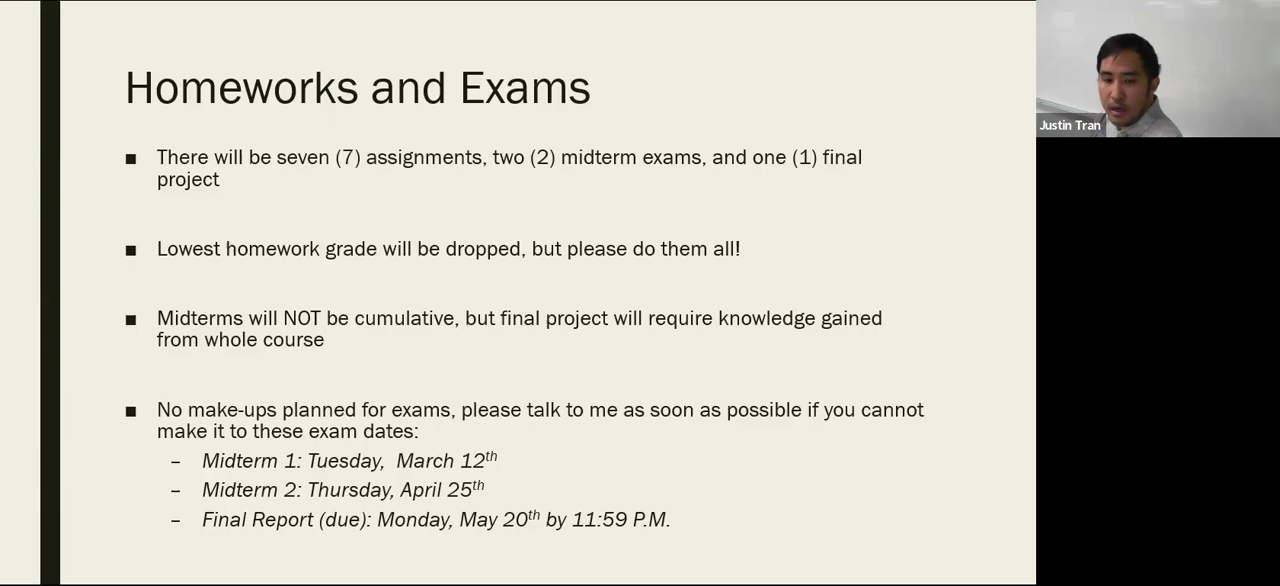 Homeworks and Exams
■ There will be seven (7) assignments, two (2) midterm exams, and one (1) final
project
■ Lowest homework grade will be dropped, but please do them all!
■ Midterms will NOT be cumulative, but final project will require knowledge gained
from whole course
■ No make-ups planned for exams, please talk to me as soon as possible if you cannot
make it to these exam dates:
– Midterm 1: Tuesday,  March 12th
– Midterm 2: Thursday, April 25th
– Final Report (due): Monday, May 20th by 11:59 P.M.
Justin Tran